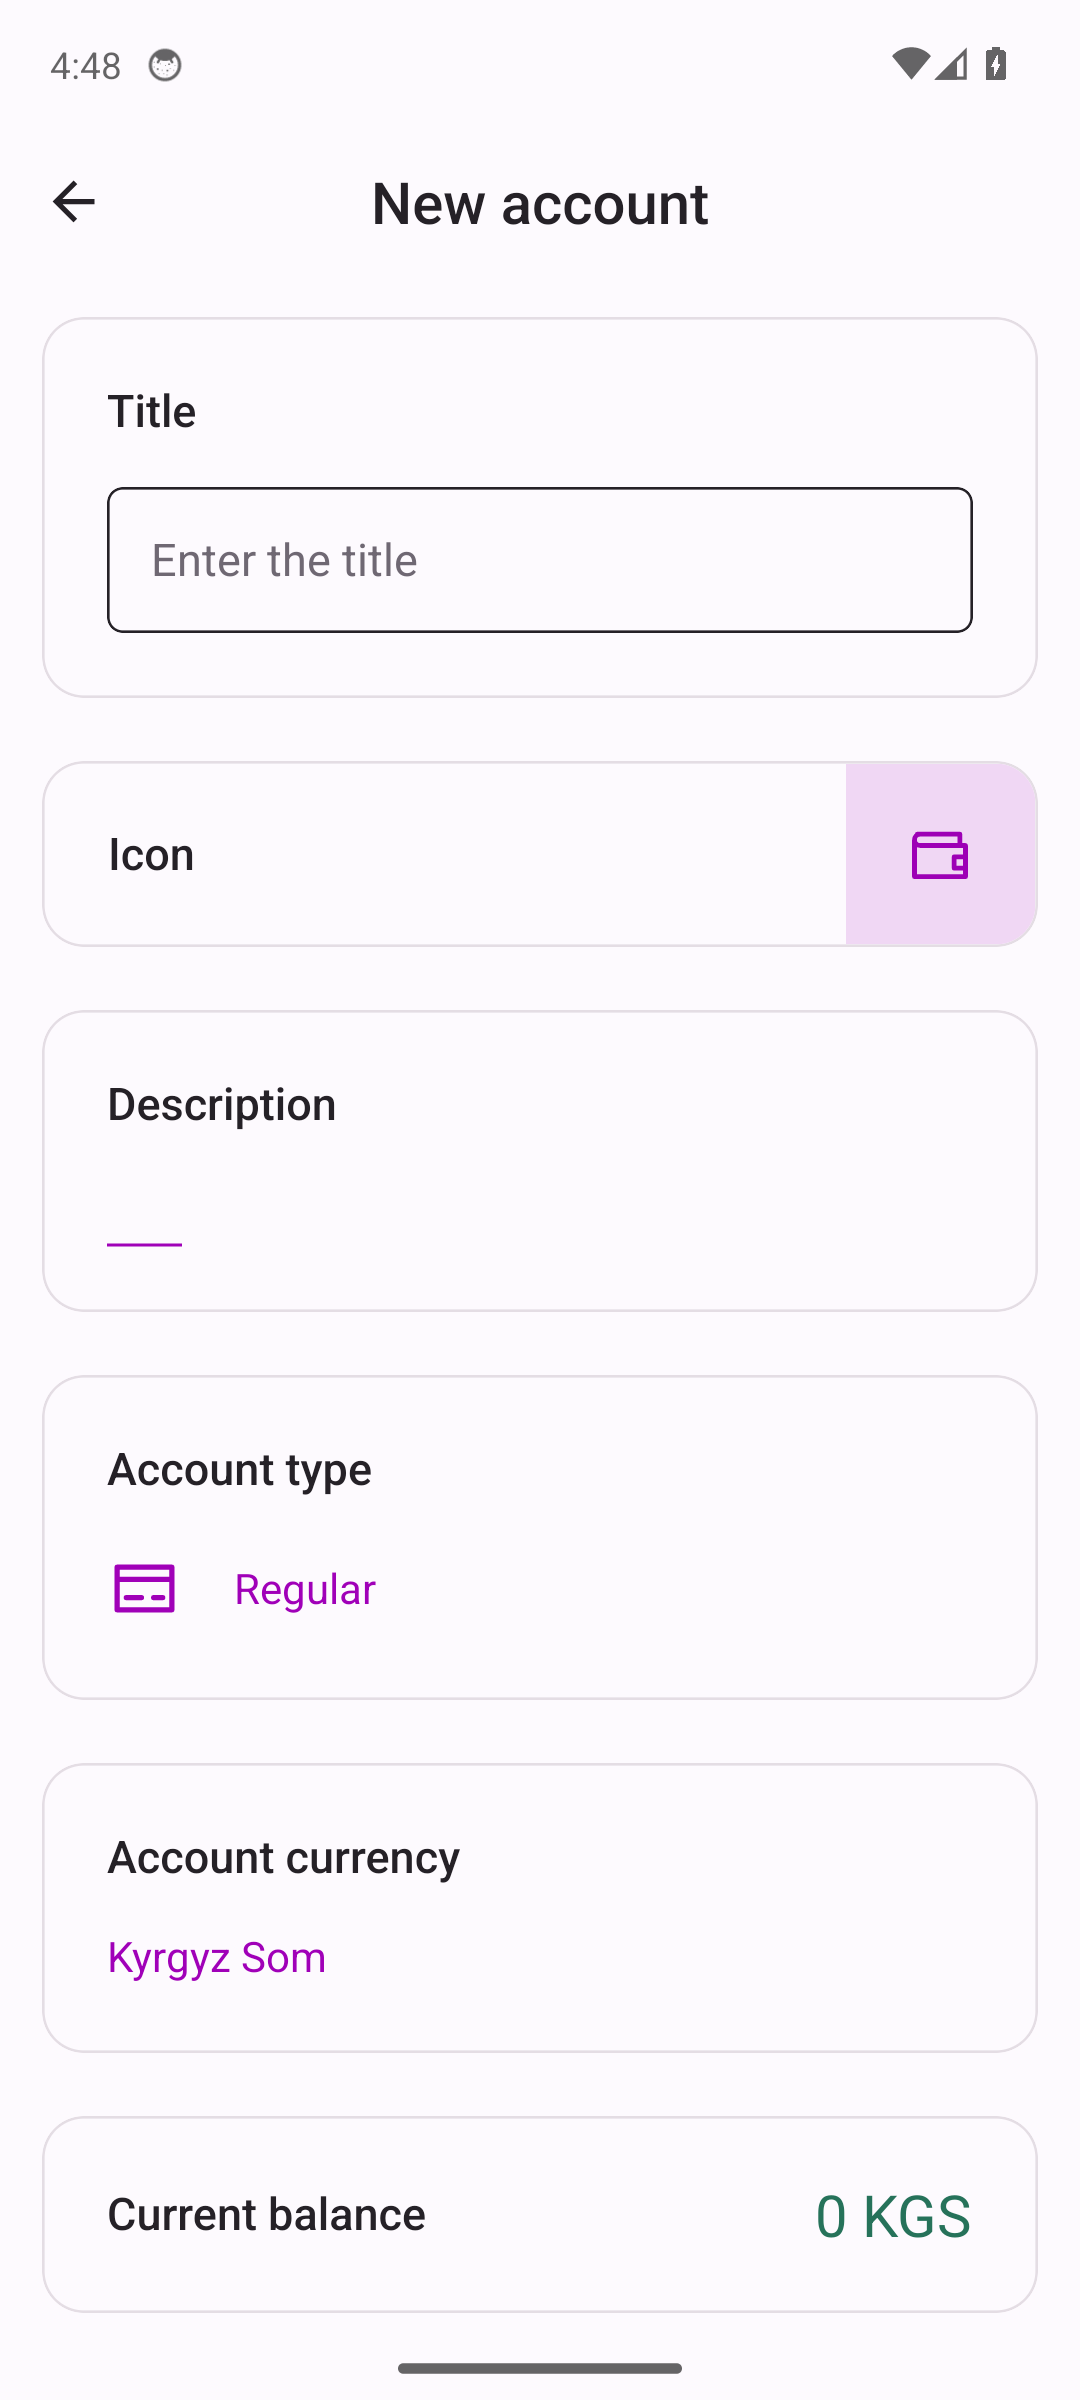 4:48
New account
Title
Enter the title
Icon
Description
Account type
Regular
Account currency
Kyrgyz Som
Current balance
0 KGS